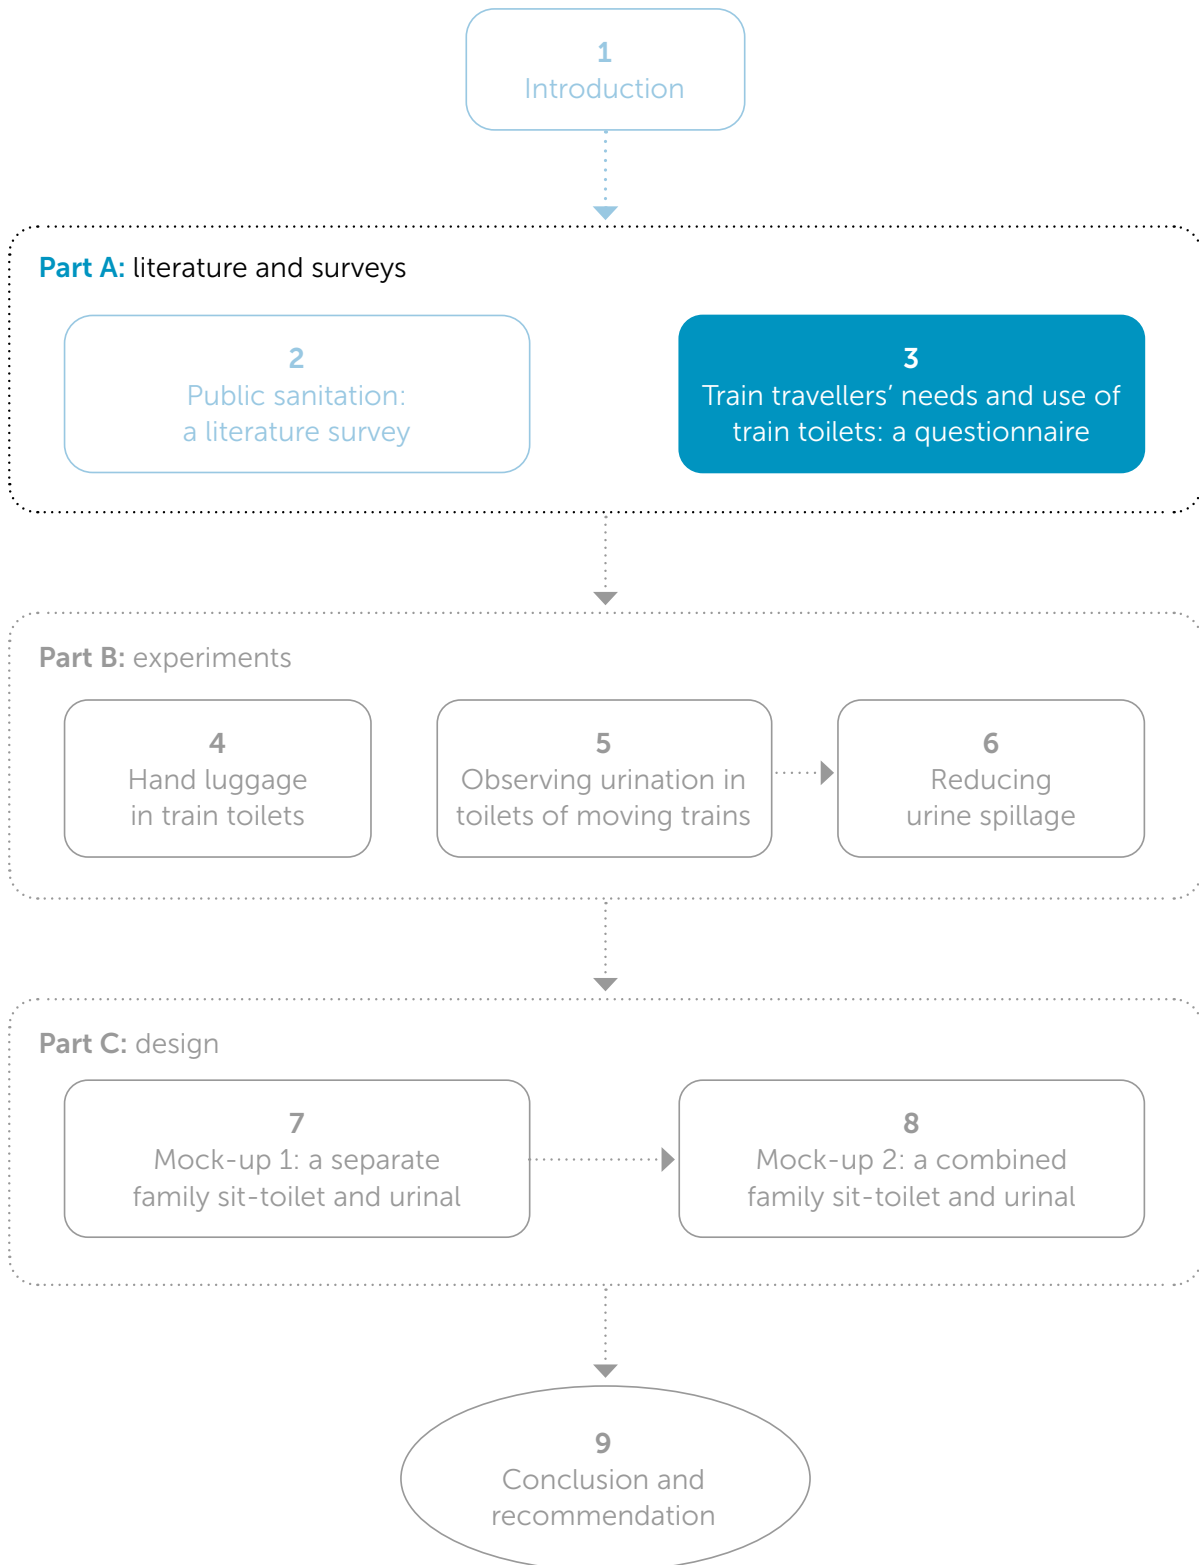 1
Introduction
Part A: literature and surveys
2
Public sanitation:
a literature survey
3
Train travellers’ needs and use of
train toilets: a questionnaire
Part B: experiments
4
Hand luggage
in train toilets
5
Observing urination in
toilets of moving trains
6
Reducing
urine spillage
Part C: design
7
Mock-up 1: a separate
family sit-toilet and urinal
8
Mock-up 2: a combined
family sit-toilet and urinal
9
Conclusion and
recommendation